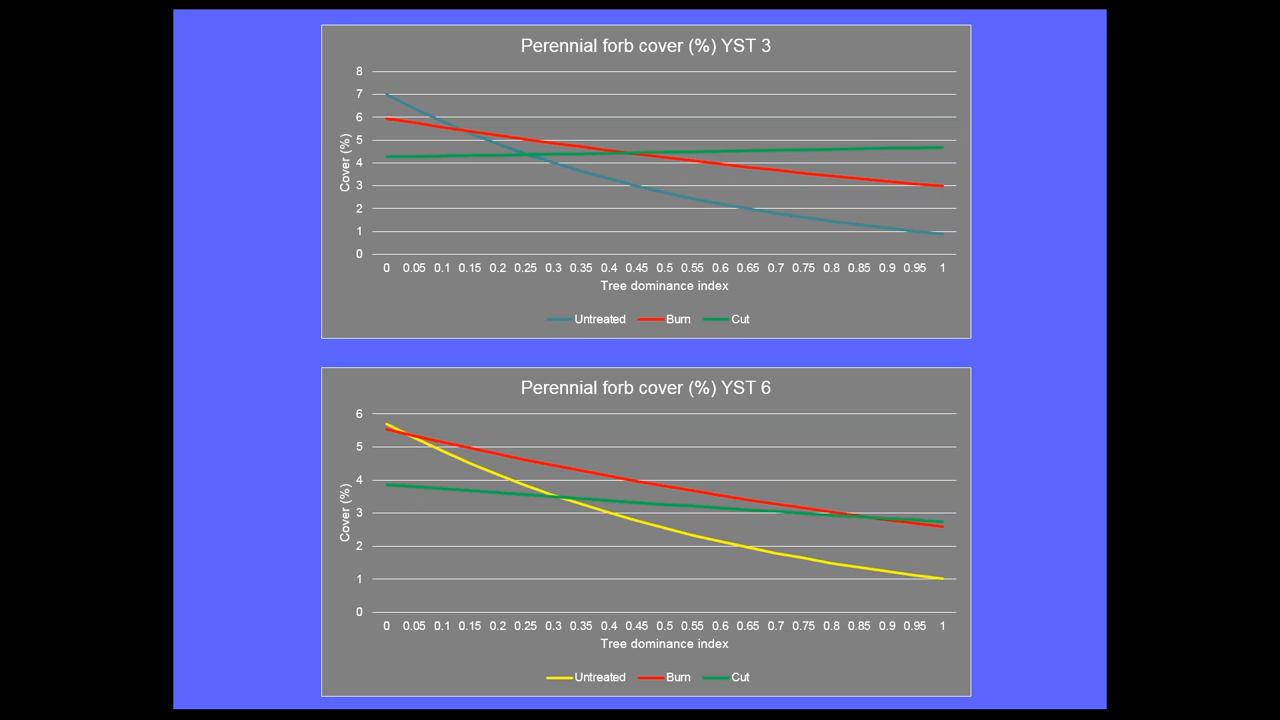 Perennial forb cover (%) YST 3
8
7
6
5
4
3
2
1
0
Cover (%)
0 0.05 0.1 0.15 0.2 0.25 0.3 0.35 0.4 0.45 0.5 0.55 0.6 0.65 0.7 0.75 0.8 0.85 0.9 0.95 1
Tree dominance index
Untreated Burn Cut
Perennial forb cover (%) YST 6
6
5
4
3
2
1
0
Cover (%)
0 0.05 0.1 0.15 0.2 0.25 0.3 0.35 0.4 0.45 0.5 0.55 0.6 0.65 0.7 0.75 0.8 0.85 0.9 0.95 1
Tree dominance index
Untreated Burn Cut